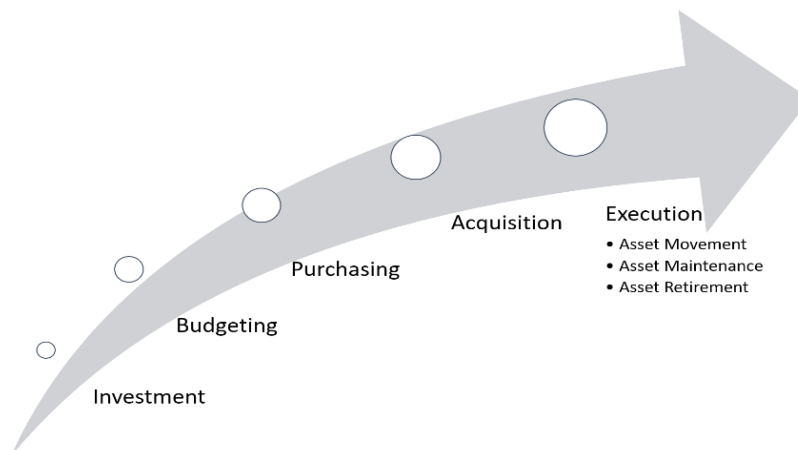 Investment
Budgeting
Purchasing
Acquisition
Execution
• Asset Movement
• Asset Maintenance
• Asset Retirement